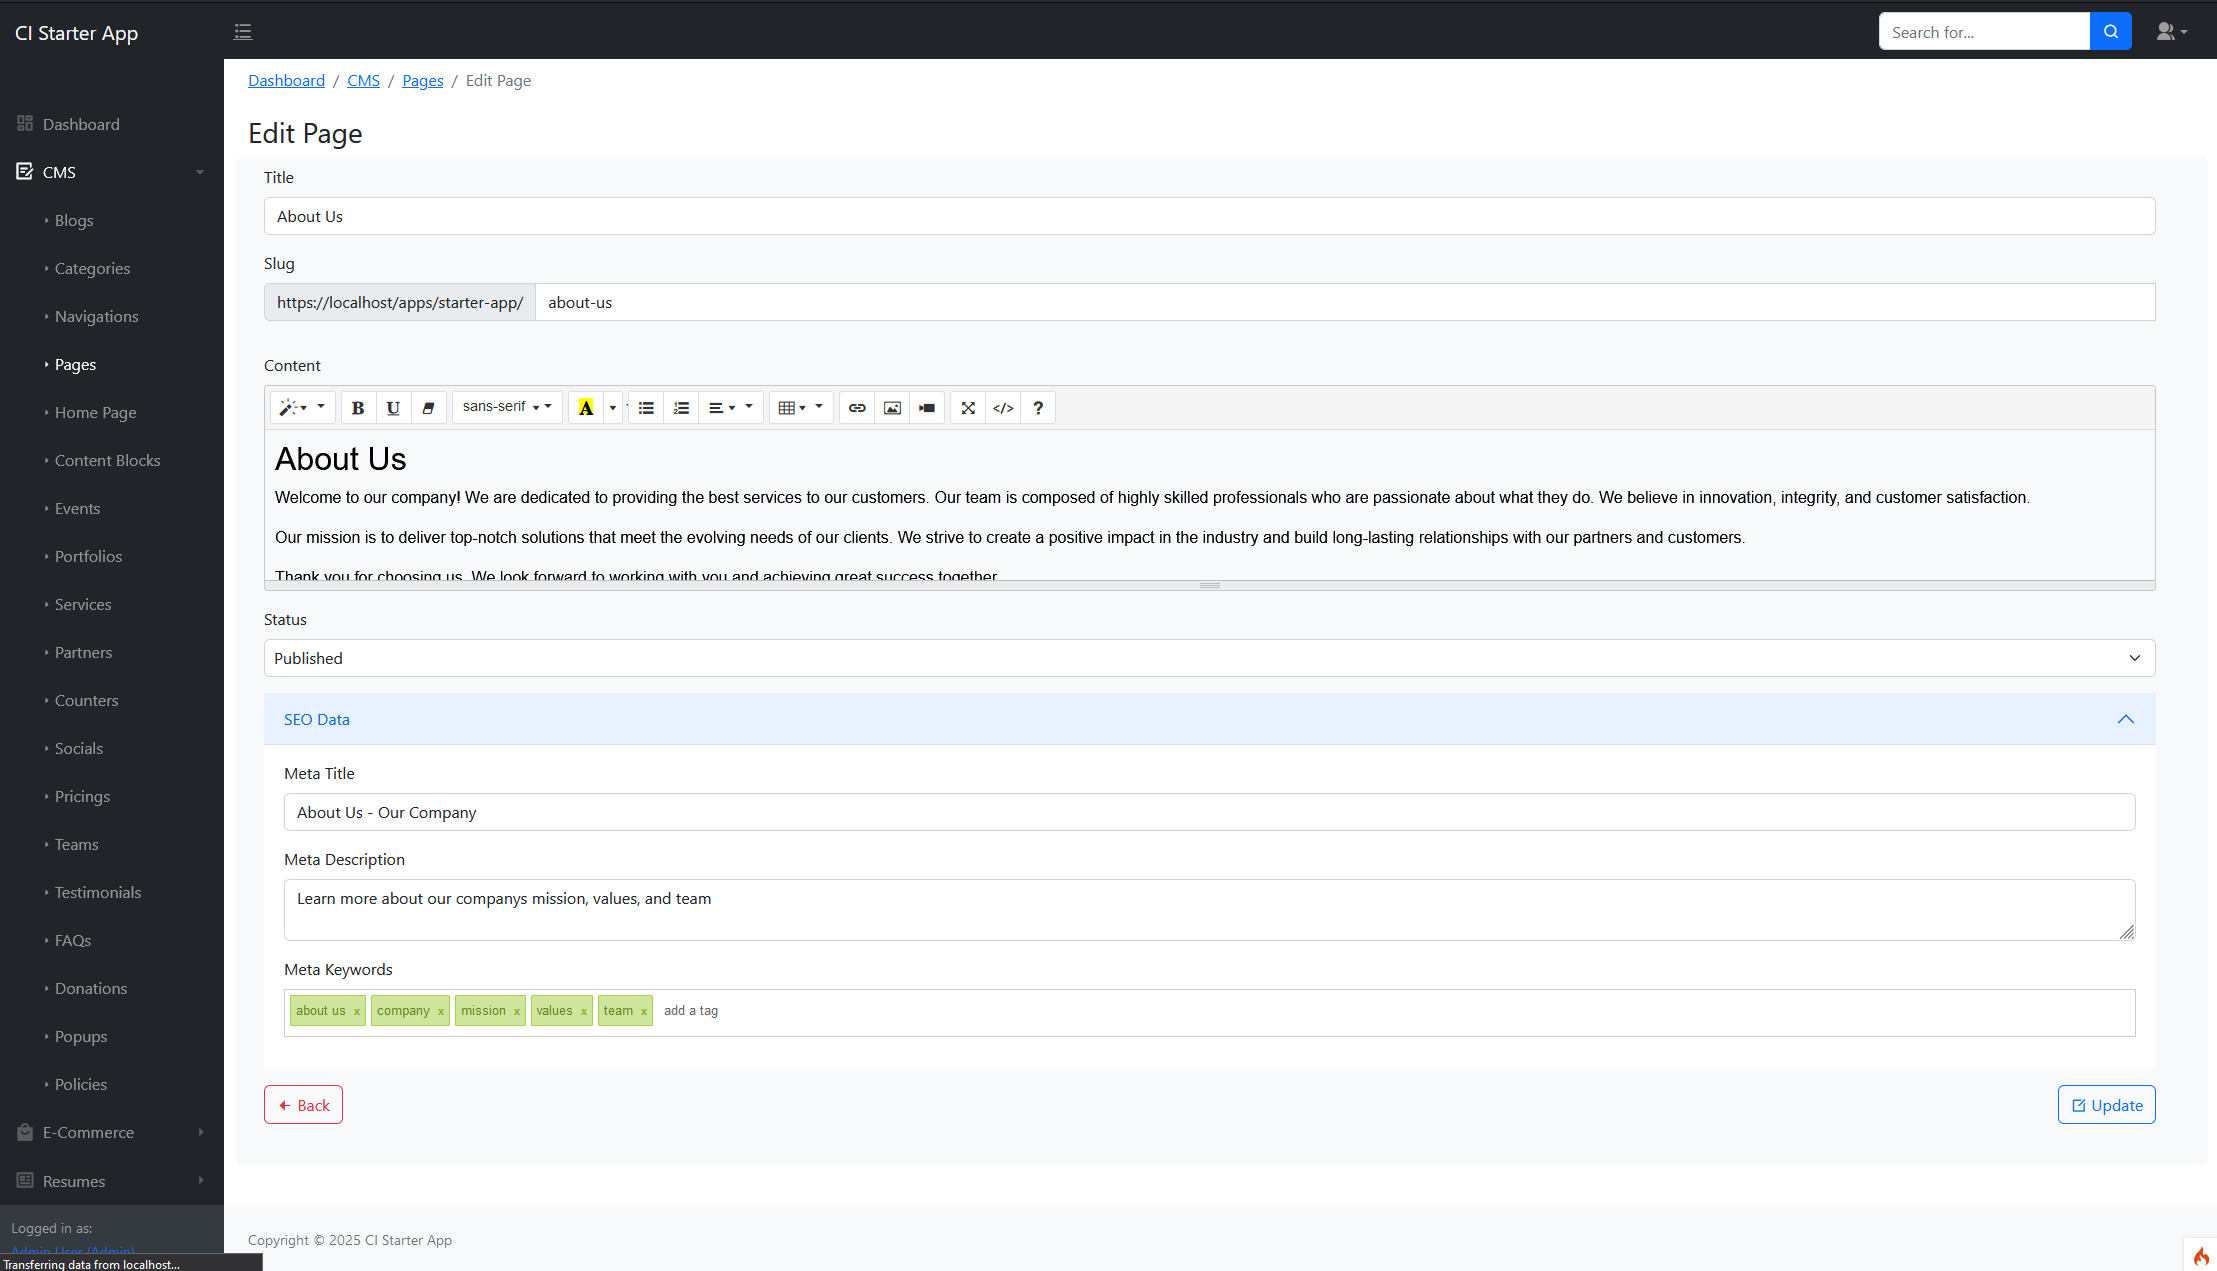 CI Starter App
Search for...
Dashboard / CMS / Pages / Edit Page
Dashboard
CMS
Blogs
Categories
Navigations
Pages
Home Page
Content Blocks
Events
Portfolios
Services
Partners
Counters
Socials
Pricings
Teams
Testimonials
FAQs
Donations
Popups
Policies
E-Commerce
Resumes
Logged in as:
Admin User (Admin)
Transferring data from localhost...
Edit Page
Title
About Us
Slug
https://localhost/apps/starter-app/ about-us
Content
B U sans-serif A </> ?
About Us
Welcome to our company! We are dedicated to providing the best services to our customers. Our team is composed of highly skilled professionals who are passionate about what they do. We believe in innovation, integrity, and customer satisfaction.
Our mission is to deliver top-notch solutions that meet the evolving needs of our clients. We strive to create a positive impact in the industry and build long-lasting relationships with our partners and customers.
Thank you for choosing us. We look forward to working with you and achieving great success together.
Status
Published
SEO Data
Meta Title
About Us - Our Company
Meta Description
Learn more about our companys mission, values, and team
Meta Keywords
about us x company x mission x values x team x add a tag
Back
Update
Copyright © 2025 CI Starter App